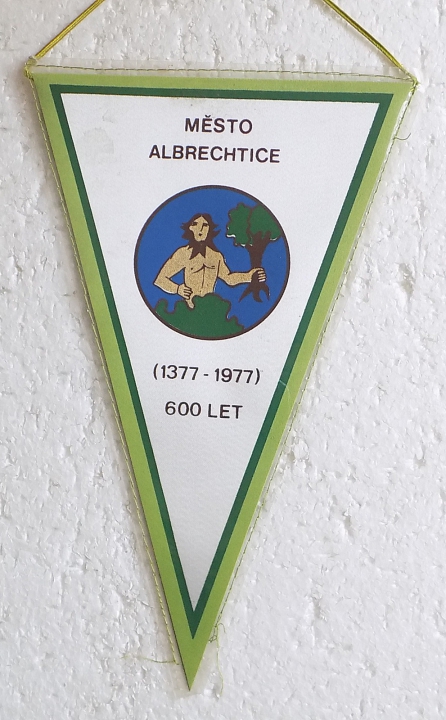 MĚSTO
ALBRECHTICE
(1377 - 1977)
600 LET